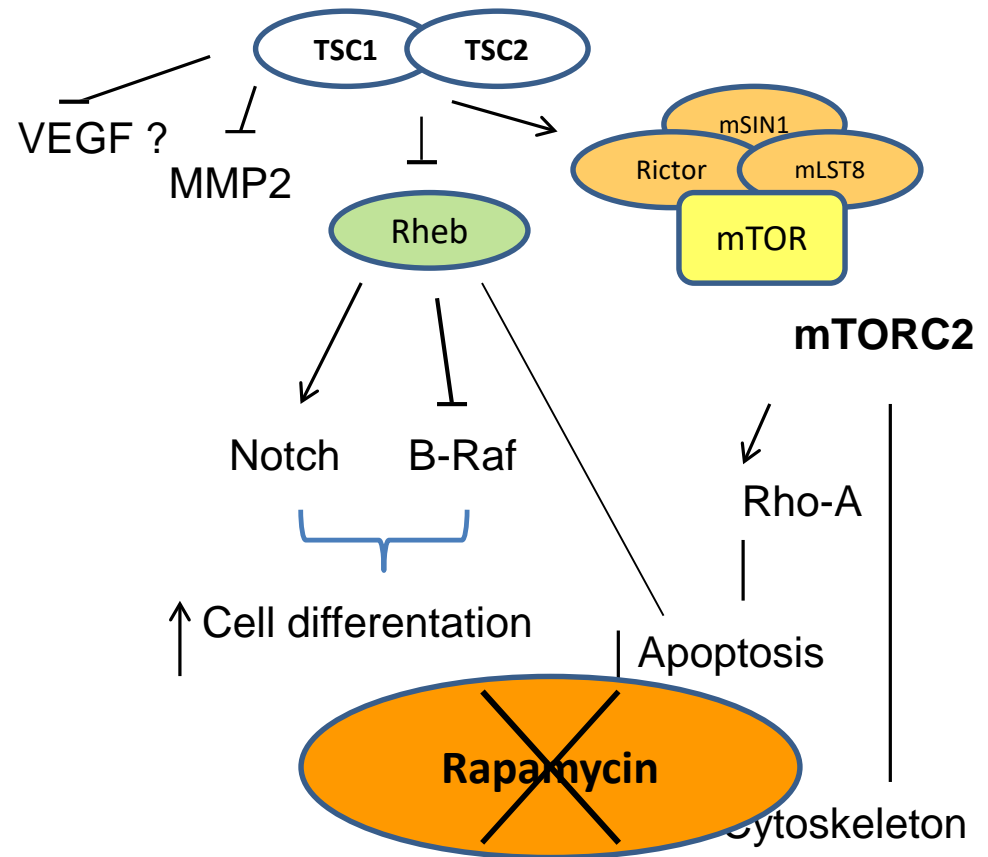 TSC1 TSC2
VEGF ?
MMP2
mSIN1
Rictor mLST8
Rheb
mTOR
mTORC2
Notch B-Raf
Rho-A
Cell differentation
Apoptosis
Rapamycin
Cytoskeleton